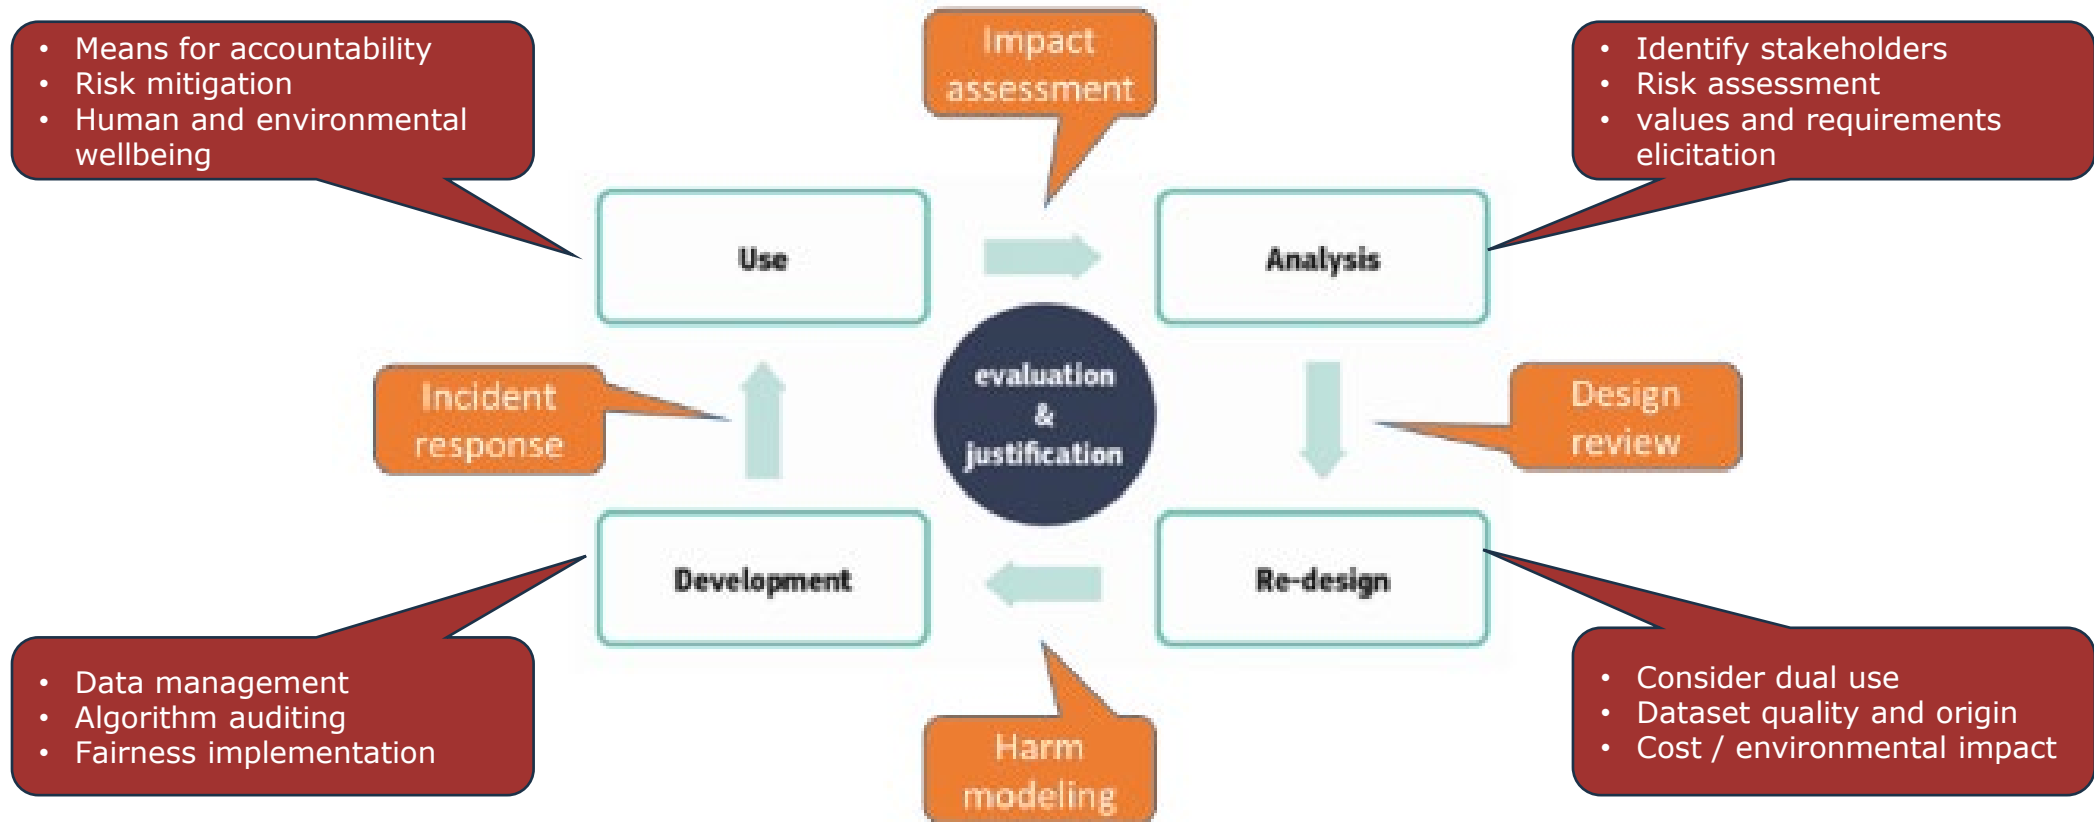 • Means for accountability
• Risk mitigation
• Human and environmental
wellbeing
Impact
assessment
• Identify stakeholders
• Risk assessment
• values and requirements
elicitation
Use
Analysis
Incident
response
evaluation
&
justification
Design
review
Development
Re-design
• Data management
• Algorithm auditing
• Fairness implementation
Harm
modeling
• Consider dual use
• Dataset quality and origin
• Cost / environmental impact